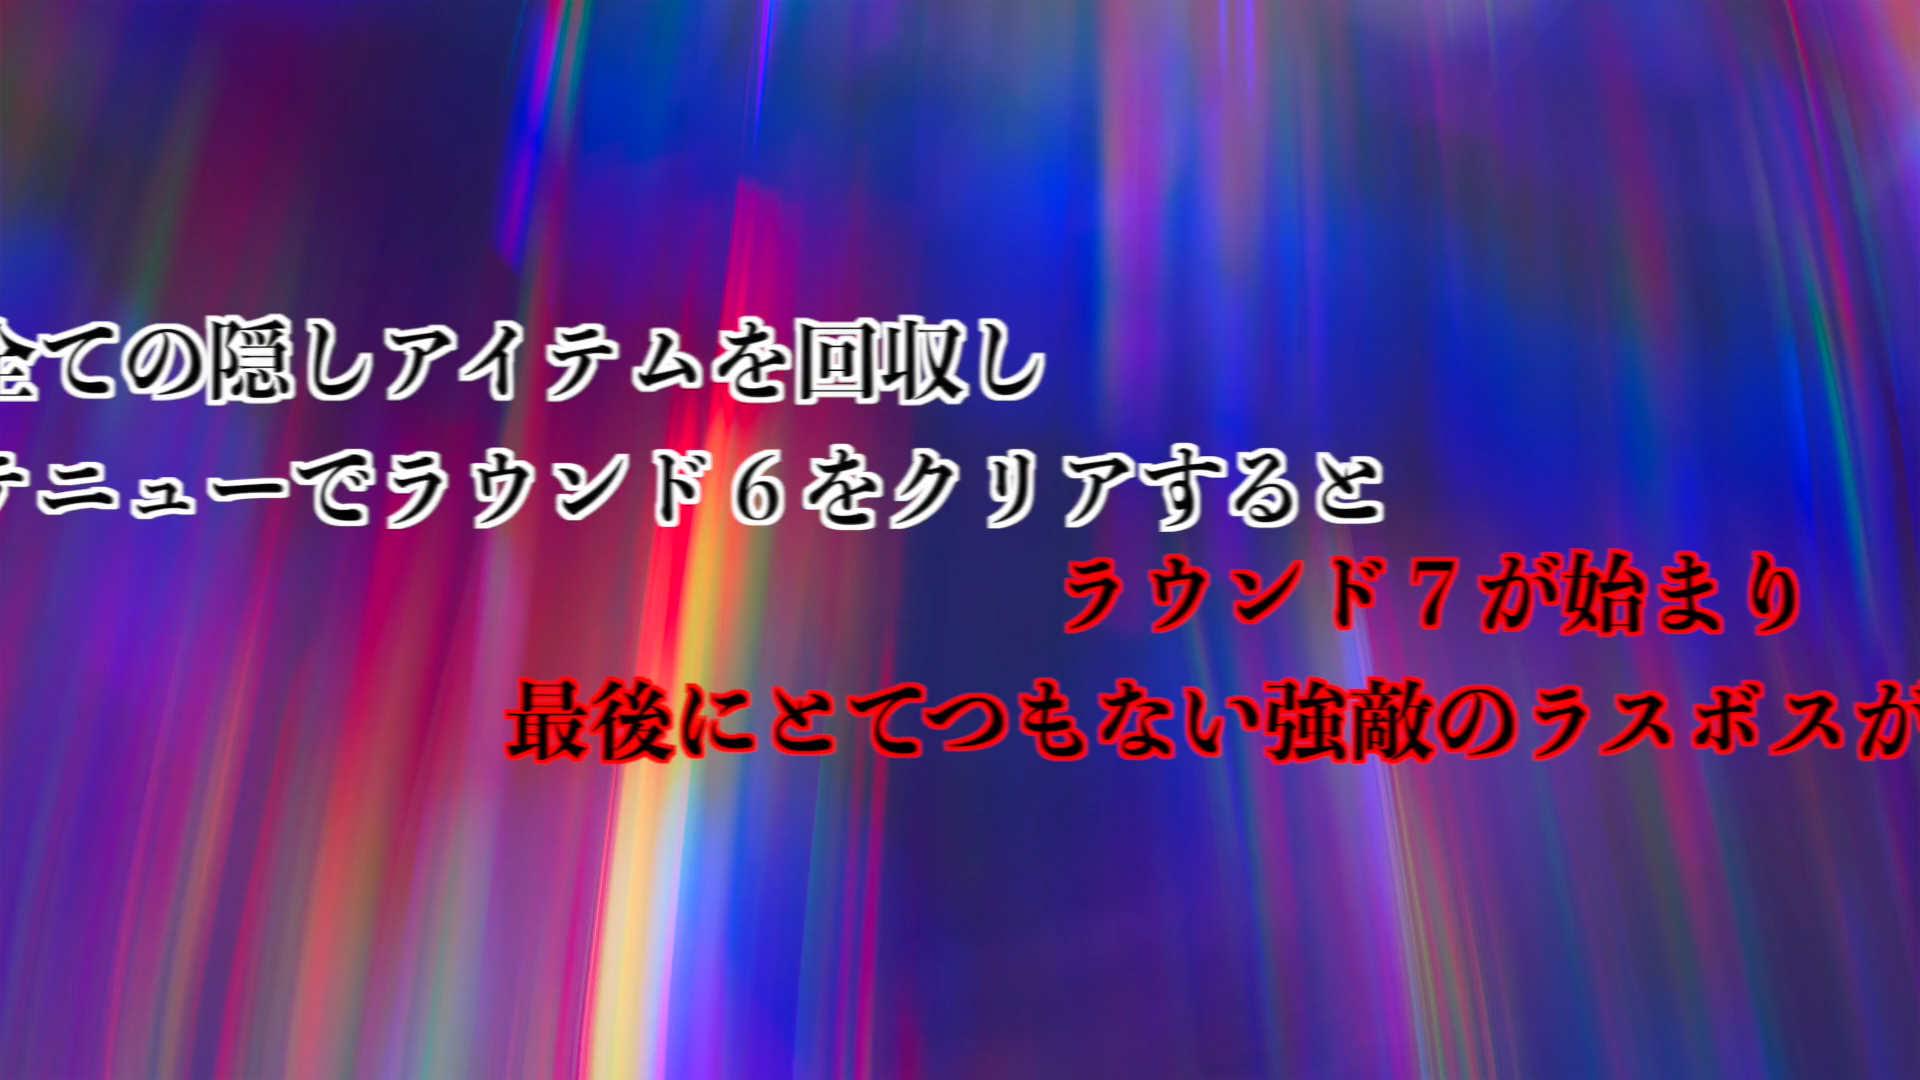 全ての隠しアイテムを回収し
テニューでラウンド６をクリアすると
ラウンド７が始まり
最後にとてつもない強敵のラスボスが